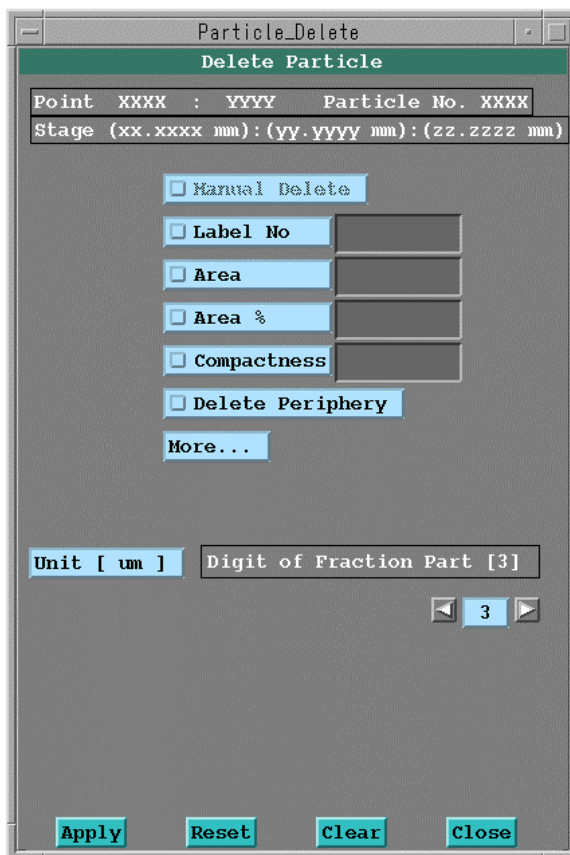 Particle_Delete
Delete Particle
Point XXXX : YYYY Particle No. XXXX
Stage (xx.xxxx mm):(yy.yyyy mm):(zz.zzzz mm)
Manual Delete
Label No
Area
Area %
Compactness
Delete Periphery
More...
Unit [ um ] Digit of Fraction Part [3]
3
Apply Reset Clear Close